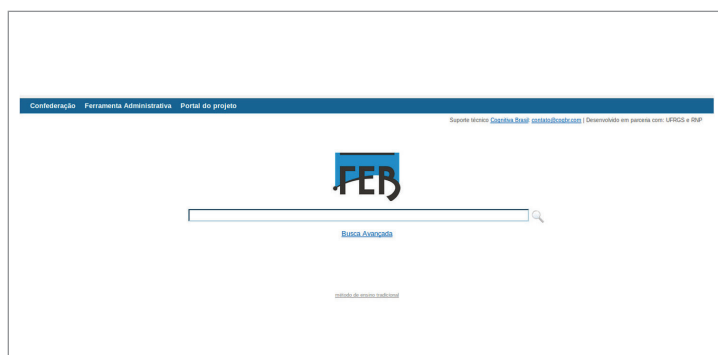 Confederação Ferramenta Administrativa Portal do projeto
Suporte técnico Cognitiva Brasil contato@cogbr.com | Desenvolvido em parceria com: UFRGS e RNP
FEB
Busca Avançada
método de ensino tradicional